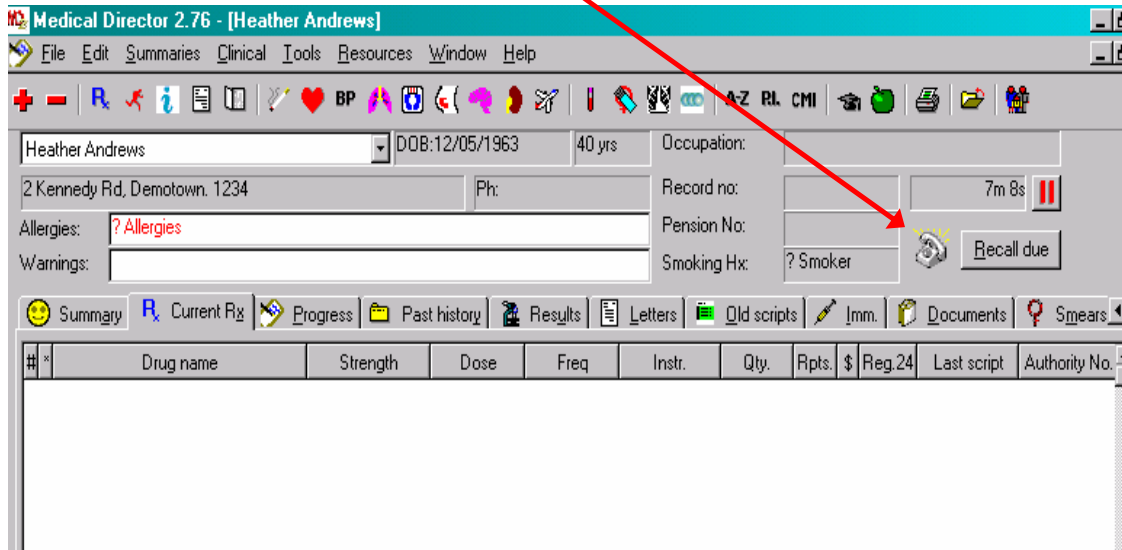 Medical Director 2.76 - [Heather Andrews]
File Edit Summaries Clinical Tools Resources Window Help
Rx i BP A-Z P.I. CMI
Heather Andrews DOB:12/05/1963 40 yrs Occupation:
2 Kennedy Rd, Demotown. 1234 Ph: Record no: 7m 8s
Allergies: ? Allergies Pension No:
Warnings: Smoking Hx: ? Smoker Recall due
Summary Rx Current Rx Progress Past history Results Letters Old scripts Imm. Documents Smears
# * Drug name Strength Dose Freq Instr. Qty. Rpts. $ Reg.24 Last script Authority No.